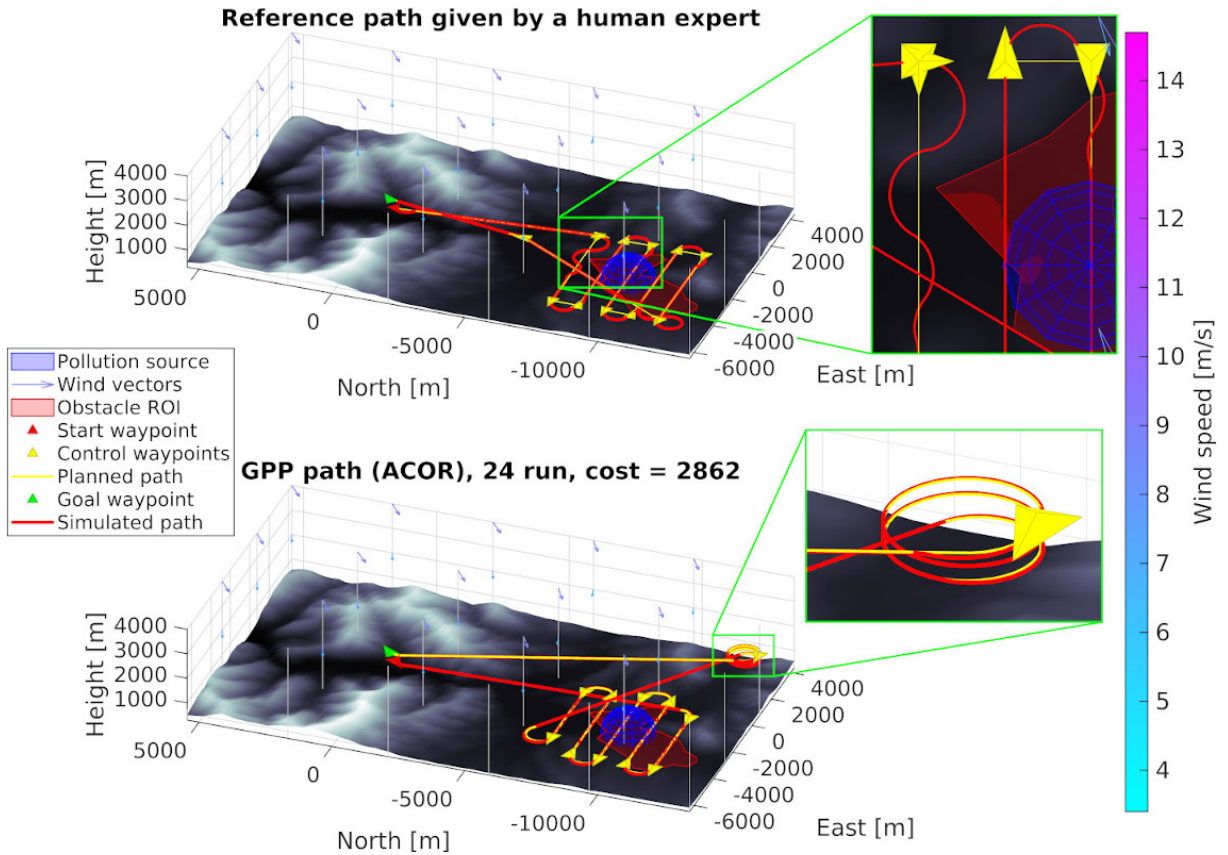 Reference path given by a human expert
Height [m]
4000
3000
2000
1000
5000
0
-5000
-10000
North [m]
4000
2000
0
-2000
-4000
-6000
East [m]
Pollution source
Wind vectors
Obstacle ROI
Start waypoint
Control waypoints
Planned path
Goal waypoint
Simulated path
GPP path (ACOR), 24 run, cost = 2862
Height [m]
4000
3000
2000
1000
5000
0
-5000
-10000
North [m]
4000
2000
0
-2000
-4000
-6000
East [m]
14
13
12
11
10
9
8
7
6
5
4
Wind speed [m/s]